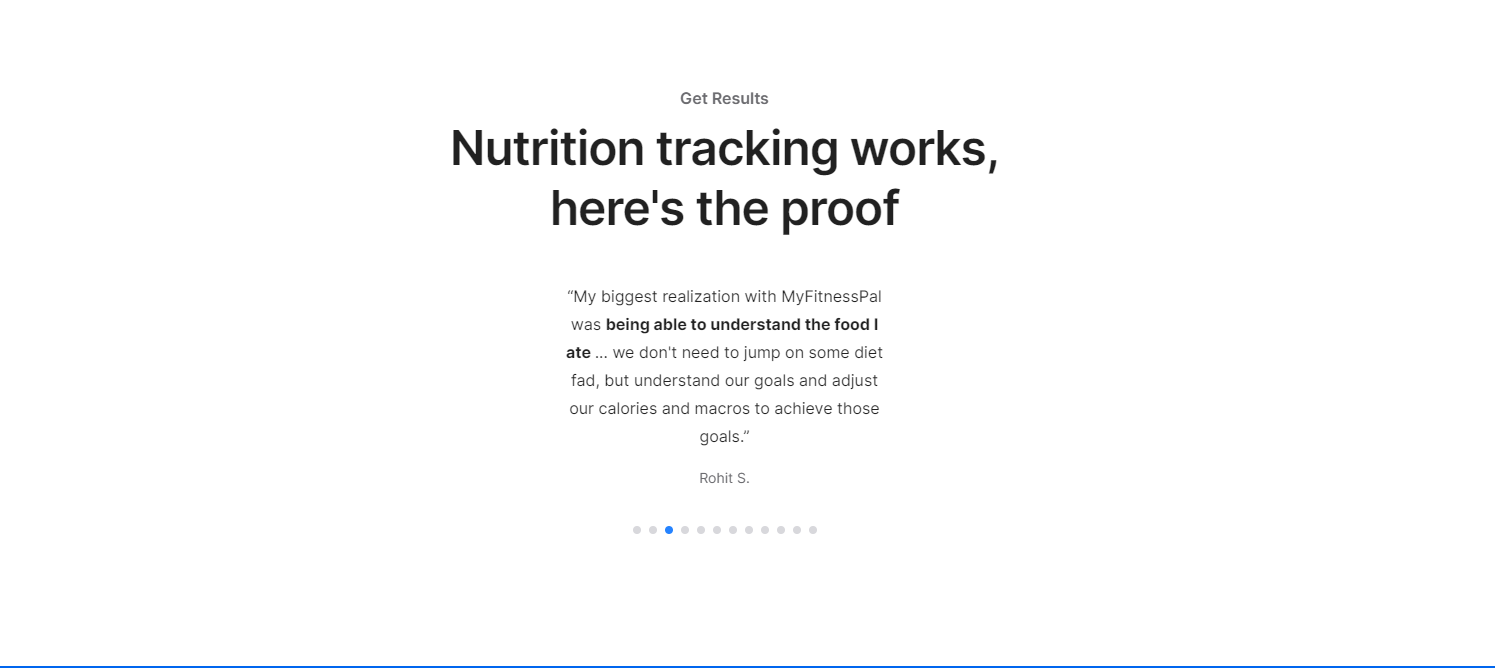 Get Results
Nutrition tracking works,
here's the proof
“My biggest realization with MyFitnessPal
was being able to understand the food I
ate ... we don't need to jump on some diet
fad, but understand our goals and adjust
our calories and macros to achieve those
goals.”
Rohit S.